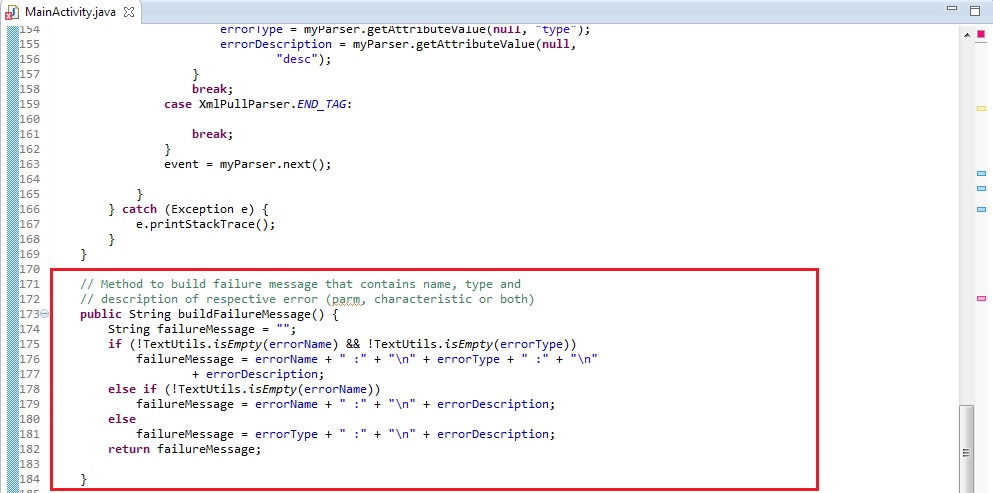 MainActivity.java
154 errorType = myParser.getAttributeValue(null, "type");
155 errorDescription = myParser.getAttributeValue(null,
156 "desc");
157 }
158 break;
159 case XmlPullParser.END_TAG:
160
161 break;
162 }
163 event = myParser.next();
164
165 }
166 } catch (Exception e) {
167 e.printStackTrace();
168 }
169 }
170
171 // Method to build failure message that contains name, type and
172 // description of respective error (parm, characteristic or both)
173 public String buildFailureMessage() {
174 String failureMessage = "";
175 if (!TextUtils.isEmpty(errorName) && !TextUtils.isEmpty(errorType))
176 failureMessage = errorName + " :" + "\n" + errorType + " :" + "\n"
177 + errorDescription;
178 else if (!TextUtils.isEmpty(errorName))
179 failureMessage = errorName + " :" + "\n" + errorDescription;
180 else
181 failureMessage = errorType + " :" + "\n" + errorDescription;
182 return failureMessage;
183
184 }
185